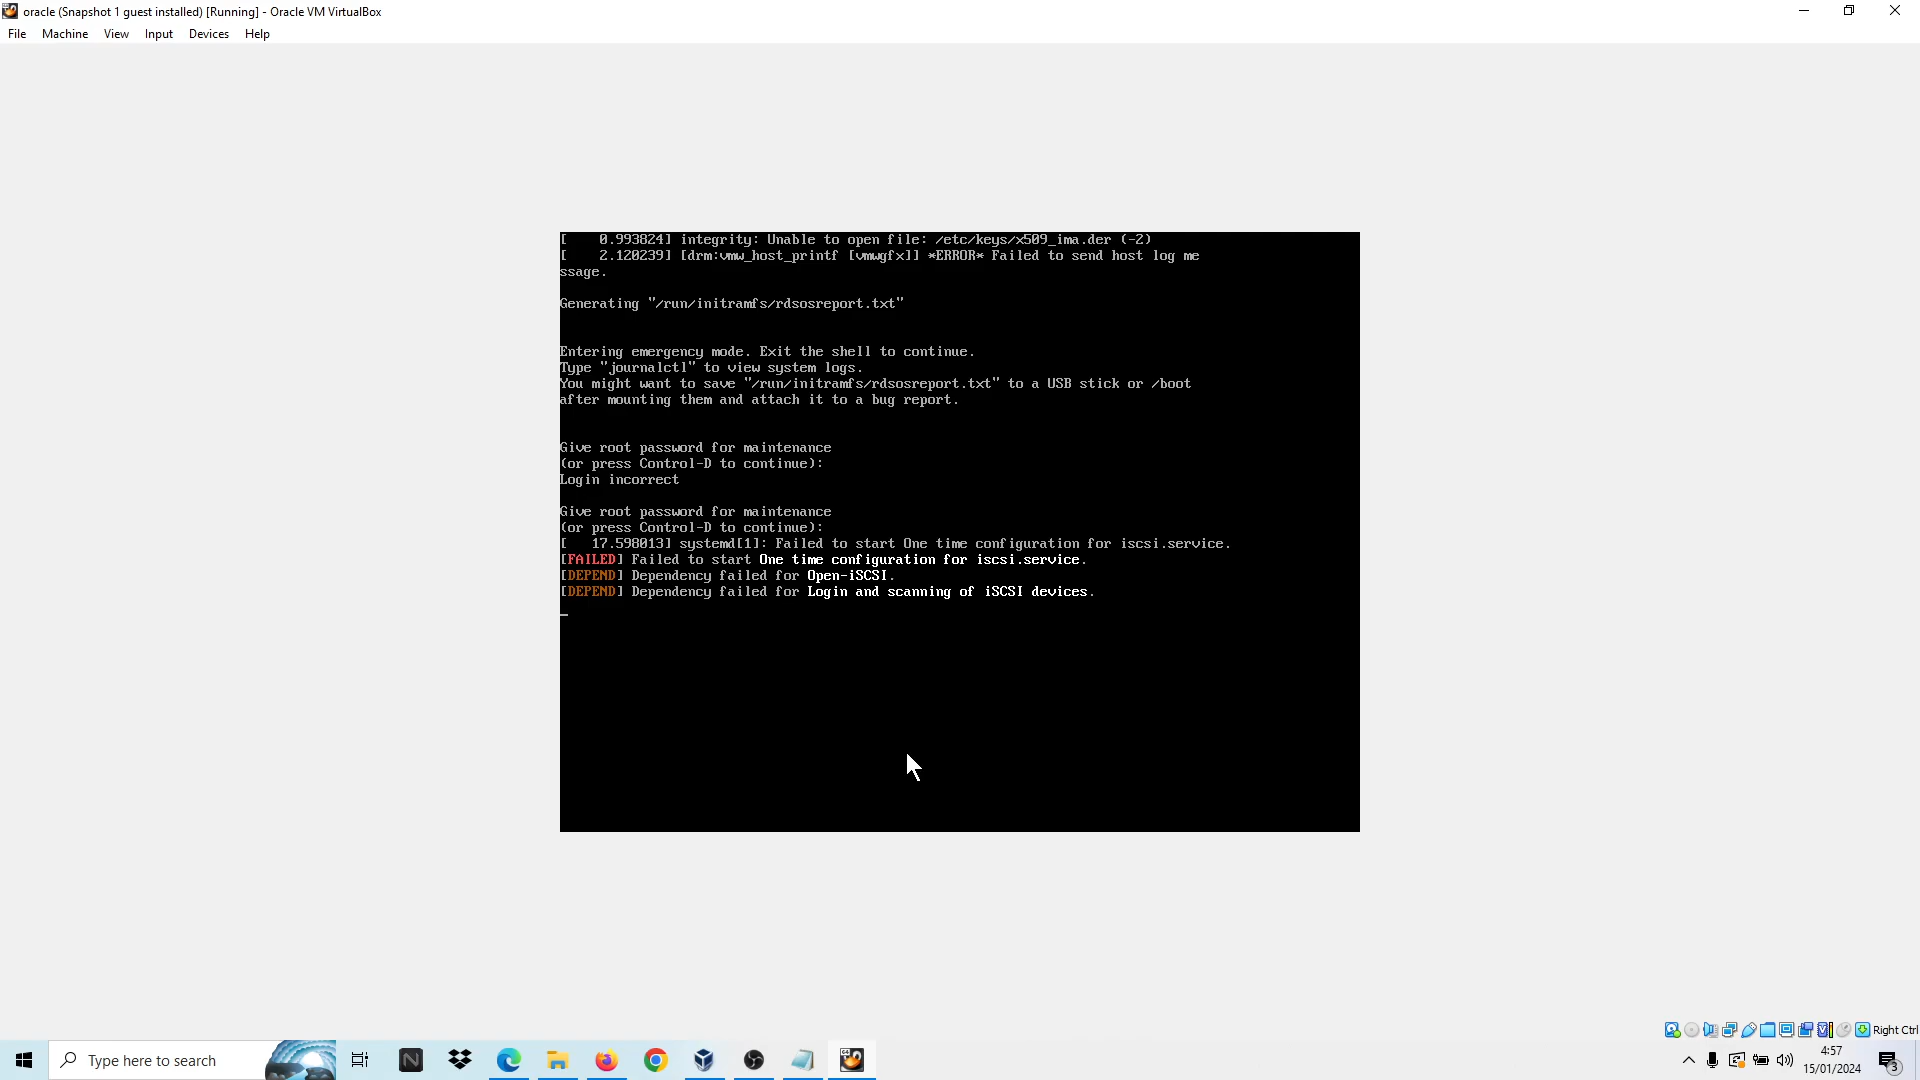 oracle (Snapshot 1 guest installed) [Running] - Oracle VM VirtualBox
File Machine View Input Devices Help
[    0.993824] integrity: Unable to open file: /etc/keys/x509_ima.der (-2)
[    2.120239] [drm:vmw_host_printf [vmwgfx]] *ERROR* Failed to send host log me
ssage.
Generating "/run/initramfs/rdsosreport.txt"
Entering emergency mode. Exit the shell to continue.
Type "journalctl" to view system logs.
You might want to save "/run/initramfs/rdsosreport.txt" to a USB stick or /boot
after mounting them and attach it to a bug report.
Give root password for maintenance
(or press Control-D to continue):
Login incorrect
Give root password for maintenance
(or press Control-D to continue):
[   17.598013] systemd[1]: Failed to start One time configuration for iscsi.service.
[FAILED] Failed to start One time configuration for iscsi.service.
[DEPEND] Dependency failed for Open-iSCSI.
[DEPEND] Dependency failed for Login and scanning of iSCSI devices.
Right Ctrl
Type here to search
4:57
15/01/2024
3